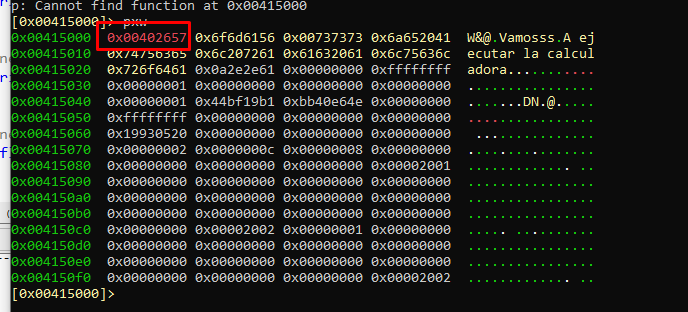 p: Cannot find function at 0x00415000
[0x00415000]> pxw
0x00415000  0x00402657 0x6f6d6156 0x00737373 0x6a652041  W&@.Vamosss.A ej
0x00415010  0x74756365 0x6c207261 0x61632061 0x6c75636c  ecutar la calcul
0x00415020  0x726f6461 0x0a2e2e61 0x00000000 0xffffffff  adora...........
0x00415030  0x00000001 0x00000000 0x00000000 0x00000000  ................
0x00415040  0x00000001 0x44bf19b1 0xbb40e64e 0x00000000  .......DN.@.....
0x00415050  0xffffffff 0x00000000 0x00000000 0x00000000  ................
0x00415060  0x19930520 0x00000000 0x00000000 0x00000000   ...............
0x00415070  0x00000002 0x0000000c 0x00000008 0x00000000  ................
0x00415080  0x00000000 0x00000000 0x00000000 0x00002001  ............. ..
0x00415090  0x00000000 0x00000000 0x00000000 0x00000000  ................
0x004150a0  0x00000000 0x00000000 0x00000000 0x00000000  ................
0x004150b0  0x00000000 0x00000000 0x00000000 0x00000000  ................
0x004150c0  0x00000000 0x00002002 0x00000001 0x00000000  ..... ..........
0x004150d0  0x00000000 0x00000000 0x00000000 0x00000000  ................
0x004150e0  0x00000000 0x00000000 0x00000000 0x00000000  ................
0x004150f0  0x00000000 0x00000000 0x00000000 0x00002002  ............. ..
[0x00415000]>